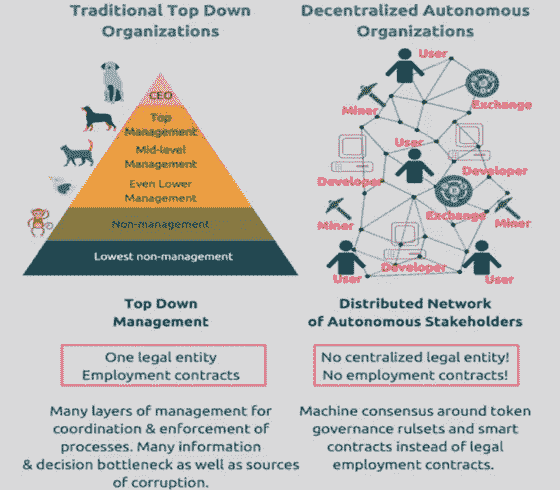 Traditional Top Down
Organizations
CEO
Top
Management
Mid-level
Management
Even Lower
Management
Non-management
Lowest non-management
Top Down
Management
One legal entity
Employment contracts
Many layers of management for
coordination & enforcement of
processes. Many information
& decision bottleneck as well as sources
of corruption.
Decentralized Autonomous
Organizations
User
Miner
Exchange
User
Developer
Developer
Exchange
Miner
Miner
User
Developer
User
Distributed Network
of Autonomous Stakeholders
No centralized legal entity!
No employment contracts!
Machine consensus around token
governance rulsets and smart
contracts instead of legal
employment contracts.